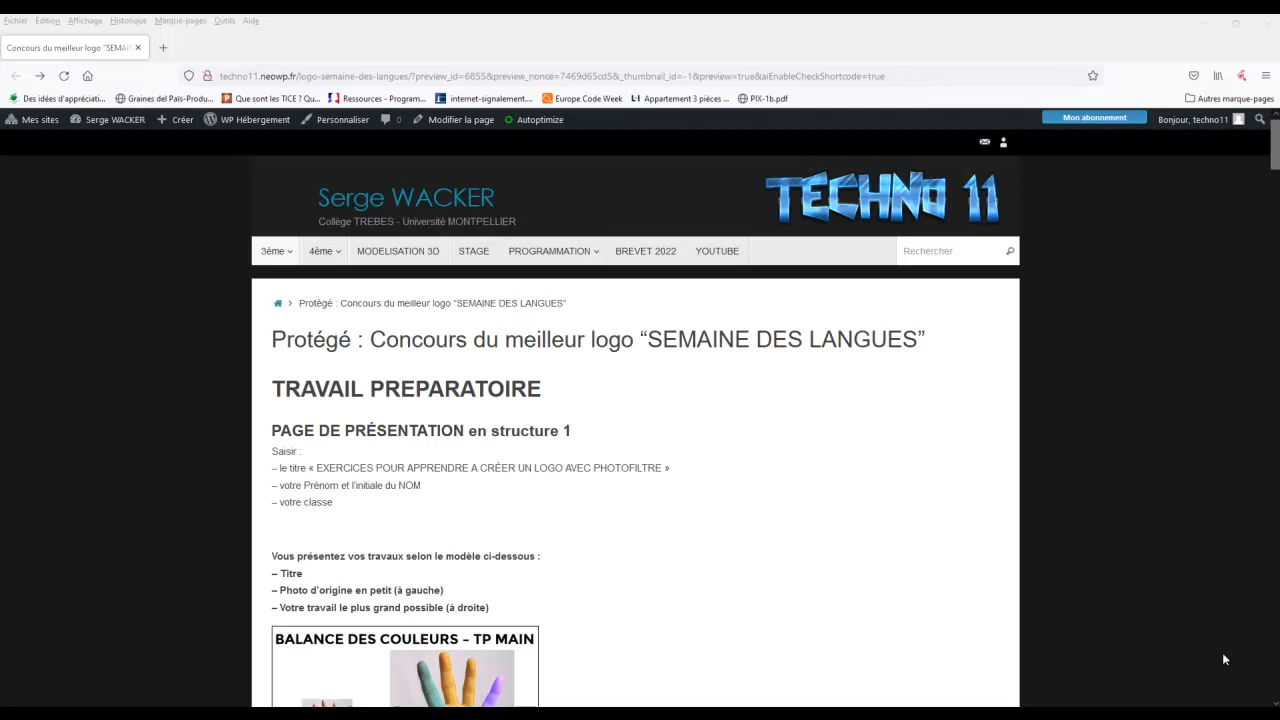 Fichier Édition Affichage Historique Marque-pages Outils Aide
Concours du meilleur logo “SEMAI
techno11.neowp.fr/logo-semaine-des-langues/?preview_id=6855&preview_nonce=7469d65cd5&_thumbnail_id=-1&preview=true&aiEnableCheckShortcode=true
Des idées d'appréciati... Graines del Païs-Produ... Que sont les TICE ? Qu... Ressources - Program... internet-signalement.... Europe Code Week Appartement 3 pièces ... PIX-1b.pdf Autres marque-pages
Mes sites Serge WACKER Créer WP Hébergement Personnaliser 0 Modifier la page Autoptimize Mon abonnement Bonjour, techno11
Serge WACKER
TECHNO 11
Collège TREBES - Université MONTPELLIER
3ème 4ème MODELISATION 3D STAGE PROGRAMMATION BREVET 2022 YOUTUBE Rechercher
Protégé : Concours du meilleur logo “SEMAINE DES LANGUES”
Protégé : Concours du meilleur logo “SEMAINE DES LANGUES”
TRAVAIL PREPARATOIRE
PAGE DE PRÉSENTATION en structure 1
Saisir :
– le titre « EXERCICES POUR APPRENDRE A CRÉER UN LOGO AVEC PHOTOFILTRE »
– votre Prénom et l’initiale du NOM
– votre classe
Vous présentez vos travaux selon le modèle ci-dessous :
– Titre
– Photo d’origine en petit (à gauche)
– Votre travail le plus grand possible (à droite)
BALANCE DES COULEURS – TP MAIN